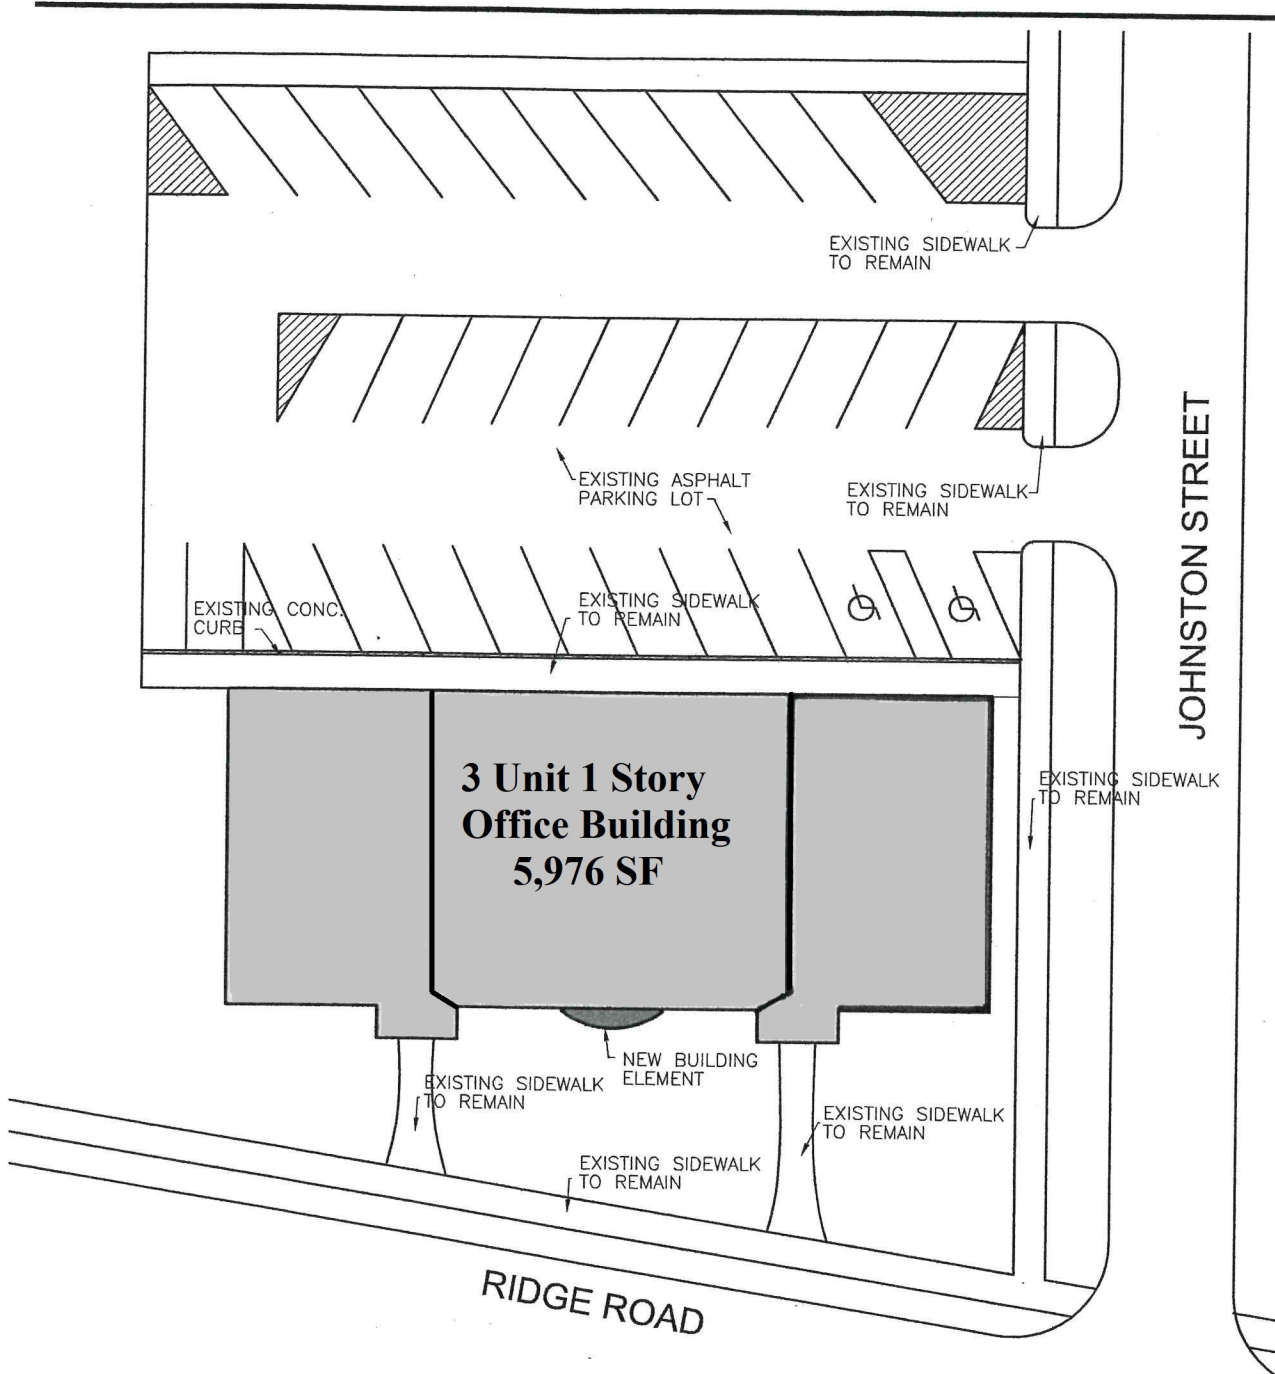 EXISTING SIDEWALK
TO REMAIN
EXISTING ASPHALT
PARKING LOT
EXISTING SIDEWALK
TO REMAIN
JOHNSTON STREET
EXISTING CONC.
CURB
EXISTING SIDEWALK
TO REMAIN
3 Unit 1 Story
Office Building
5,976 SF
EXISTING SIDEWALK
TO REMAIN
NEW BUILDING
ELEMENT
EXISTING SIDEWALK
TO REMAIN
EXISTING SIDEWALK
TO REMAIN
EXISTING SIDEWALK
TO REMAIN
RIDGE ROAD